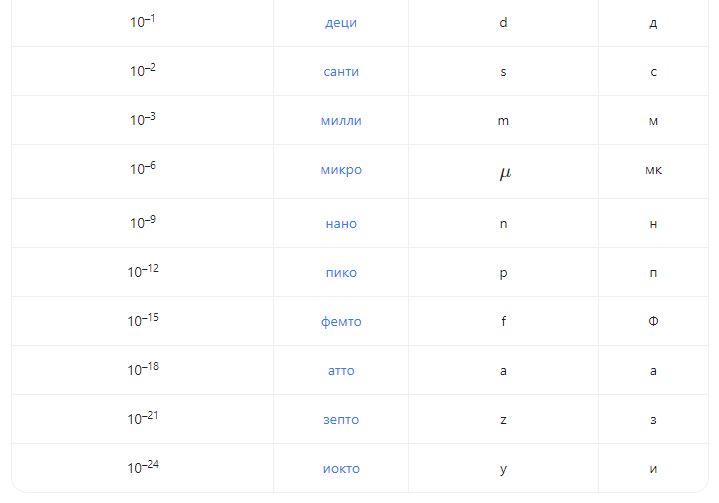 10⁻¹ деци d д
10⁻² санти s с
10⁻³ милли m м
10⁻⁶ микро μ мк
10⁻⁹ нано n н
10⁻¹² пико p п
10⁻¹⁵ фемто f Ф
10⁻¹⁸ атто a а
10⁻²¹ зепто z з
10⁻²⁴ иокто y и